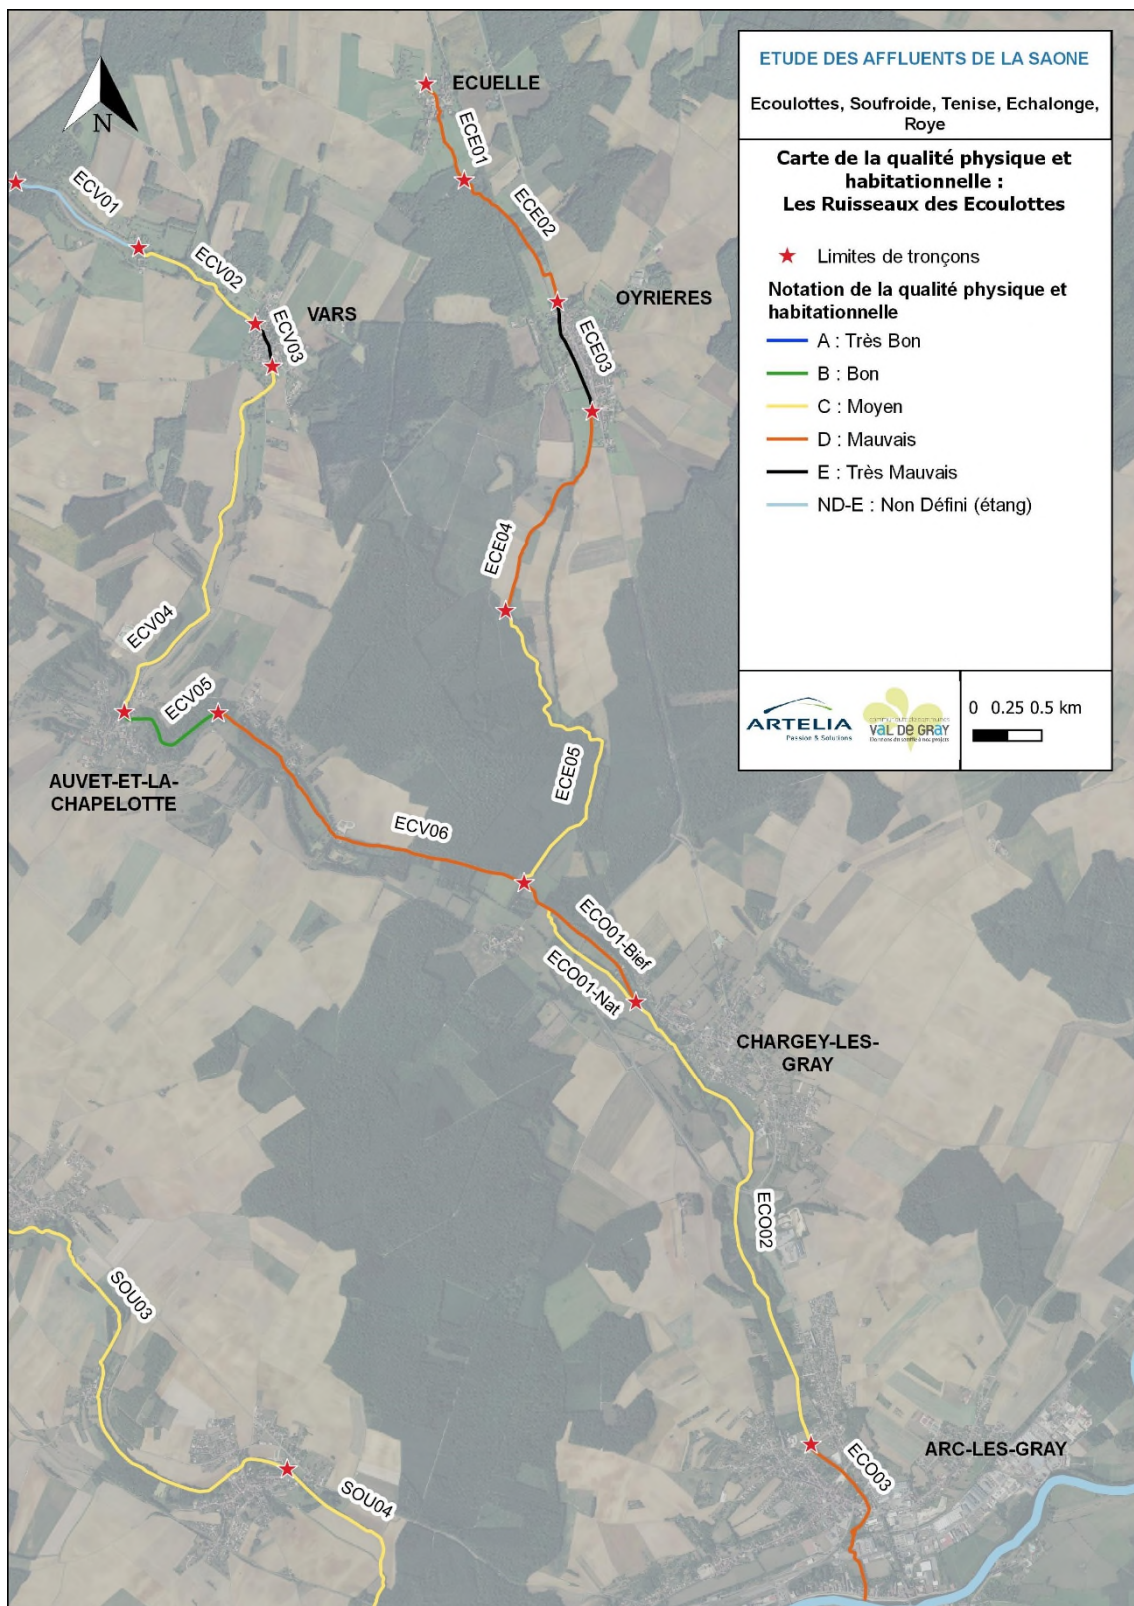 ETUDE DES AFFLUENTS DE LA SAONE
Ecoulottes, Soufroide, Tenise, Echalonge,
Roye
Carte de la qualité physique et
habitationnelle :
Les Ruisseaux des Ecoulottes
Limites de tronçons
Notation de la qualité physique et
habitationnelle
A : Très Bon
B : Bon
C : Moyen
D : Mauvais
E : Très Mauvais
ND-E : Non Défini (étang)
ARTELIA
Passion & Solutions
VAL DE GRAY
0 0.25 0.5 km
N
ECUELLE
ECE01
ECV01
ECE02
ECV02
OYRIERES
VARS
ECV03
ECE03
ECE04
ECV04
ECV05
AUVET-ET-LA-
CHAPELOTTE
ECE05
ECV06
ECO01-Bief
ECO01-Nat
CHARGEY-LES-
GRAY
ECO02
SOU03
ARC-LES-GRAY
ECO03
SOU04